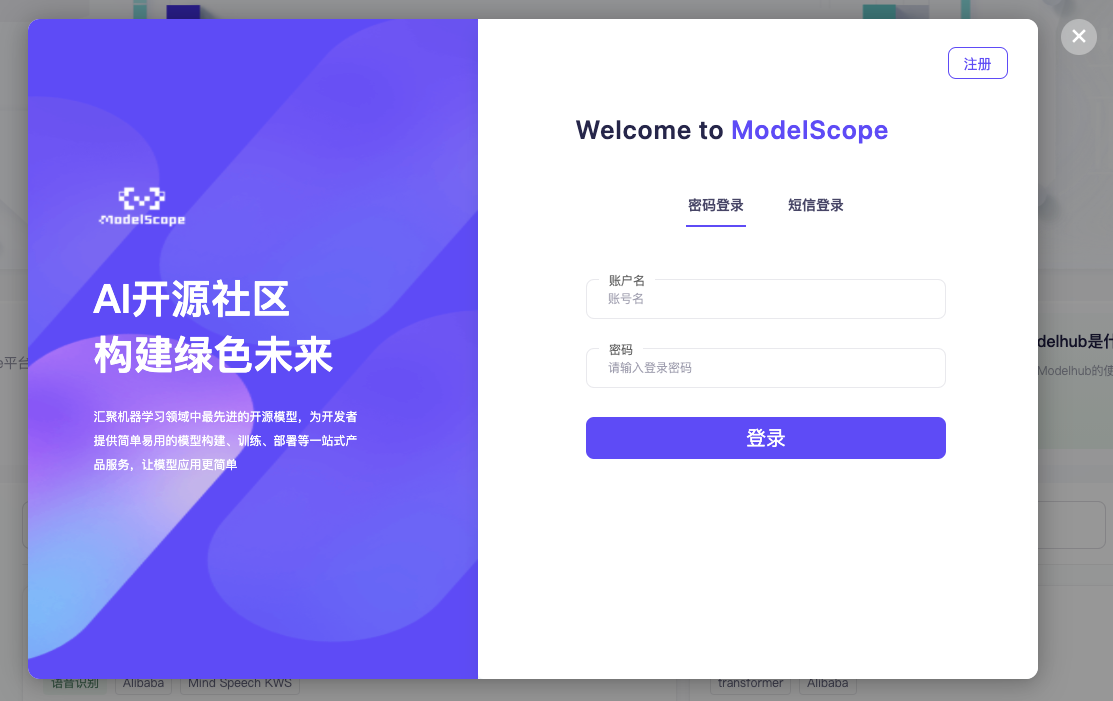 注册
Welcome to ModelScope
密码登录
短信登录
账户名
账号名
密码
请输入登录密码
登录
ModelScope
AI开源社区
构建绿色未来
汇聚机器学习领域中最先进的开源模型，为开发者
提供简单易用的模型构建、训练、部署等一站式产
品服务，让模型应用更简单
e平台
delhub是什
Modelhub的使
语音识别
Alibaba
Mind Speech KWS
transformer
Alibaba